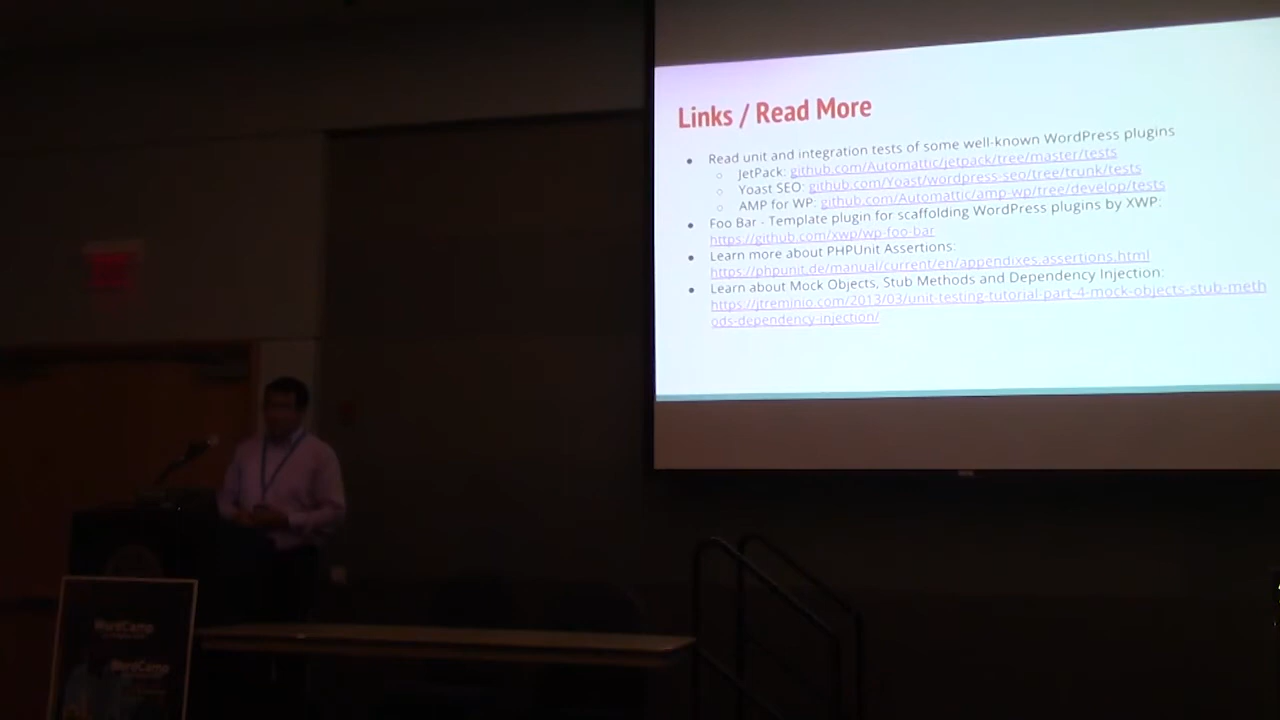 Links / Read More
● Read unit and integration tests of some well-known WordPress plugins
○ JetPack: github.com/Automattic/jetpack/tree/master/tests
○ Yoast SEO: github.com/Yoast/wordpress-seo/tree/trunk/tests
○ AMP for WP: github.com/Automattic/amp-wp/tree/develop/tests
● Foo Bar - Template plugin for scaffolding WordPress plugins by XWP:
https://github.com/xwp/wp-foo-bar
● Learn more about PHPUnit Assertions:
https://phpunit.de/manual/current/en/appendixes.assertions.html
● Learn about Mock Objects, Stub Methods and Dependency Injection:
https://jtreminio.com/2013/03/unit-testing-tutorial-part-4-mock-objects-stub-meth
ods-dependency-injection/
WordCamp
WordCamp